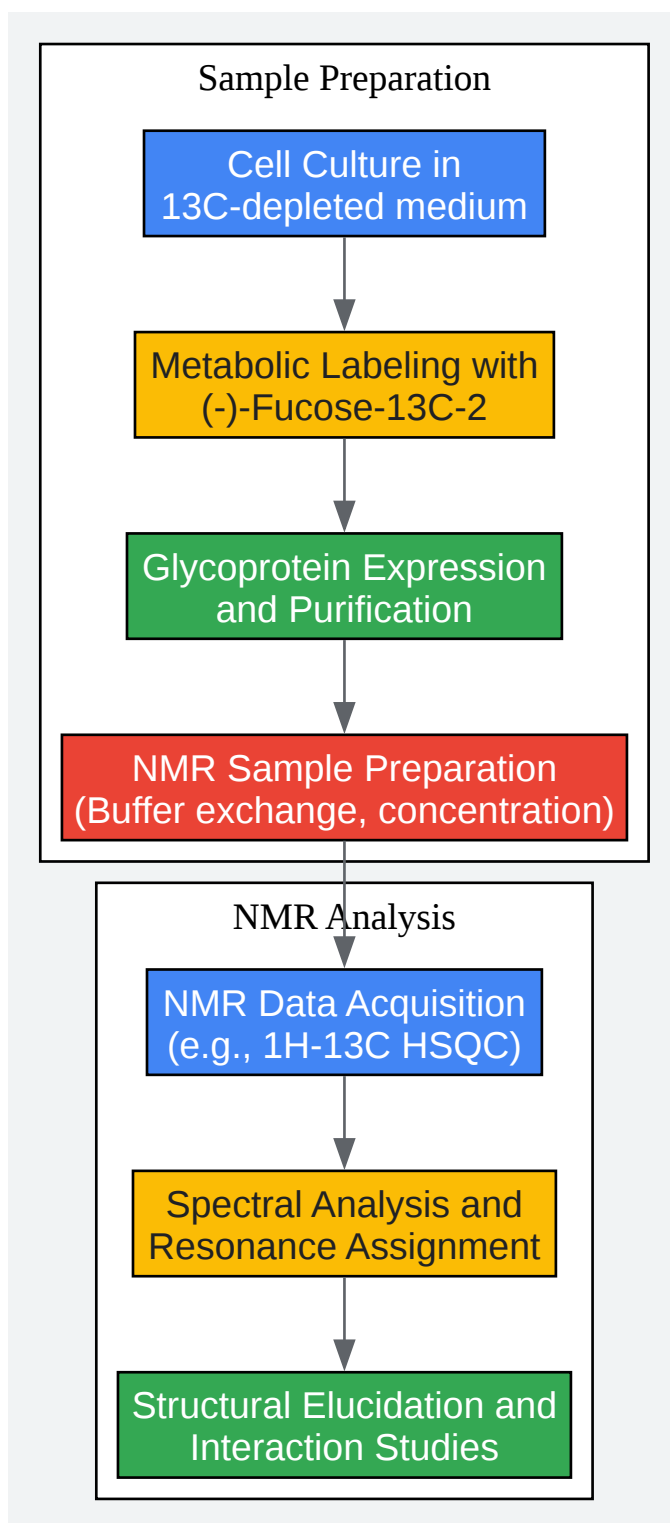 Sample Preparation
Cell Culture in
13C-depleted medium
Metabolic Labeling with
(-)-Fucose-13C-2
Glycoprotein Expression
and Purification
NMR Sample Preparation
(Buffer exchange, concentration)
NMR Analysis
NMR Data Acquisition
(e.g., 1H-13C HSQC)
Spectral Analysis and
Resonance Assignment
Structural Elucidation and
Interaction Studies